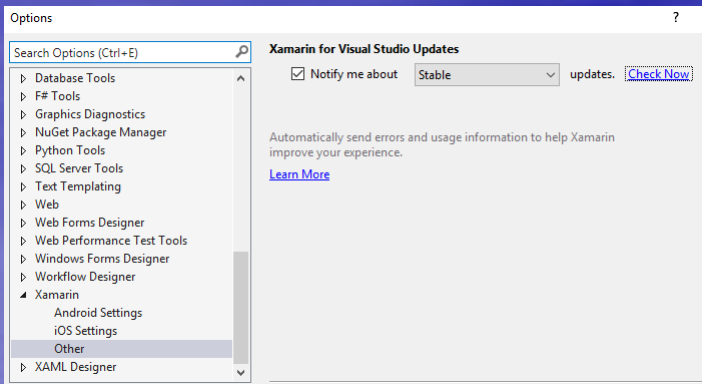 Options
?
Search Options (Ctrl+E)
Database Tools
F# Tools
Graphics Diagnostics
NuGet Package Manager
Python Tools
SQL Server Tools
Text Templating
Web
Web Forms Designer
Web Performance Test Tools
Windows Forms Designer
Workflow Designer
Xamarin
Android Settings
iOS Settings
Other
XAML Designer
Xamarin for Visual Studio Updates
Notify me about Stable updates. Check Now
Automatically send errors and usage information to help Xamarin
improve your experience.
Learn More